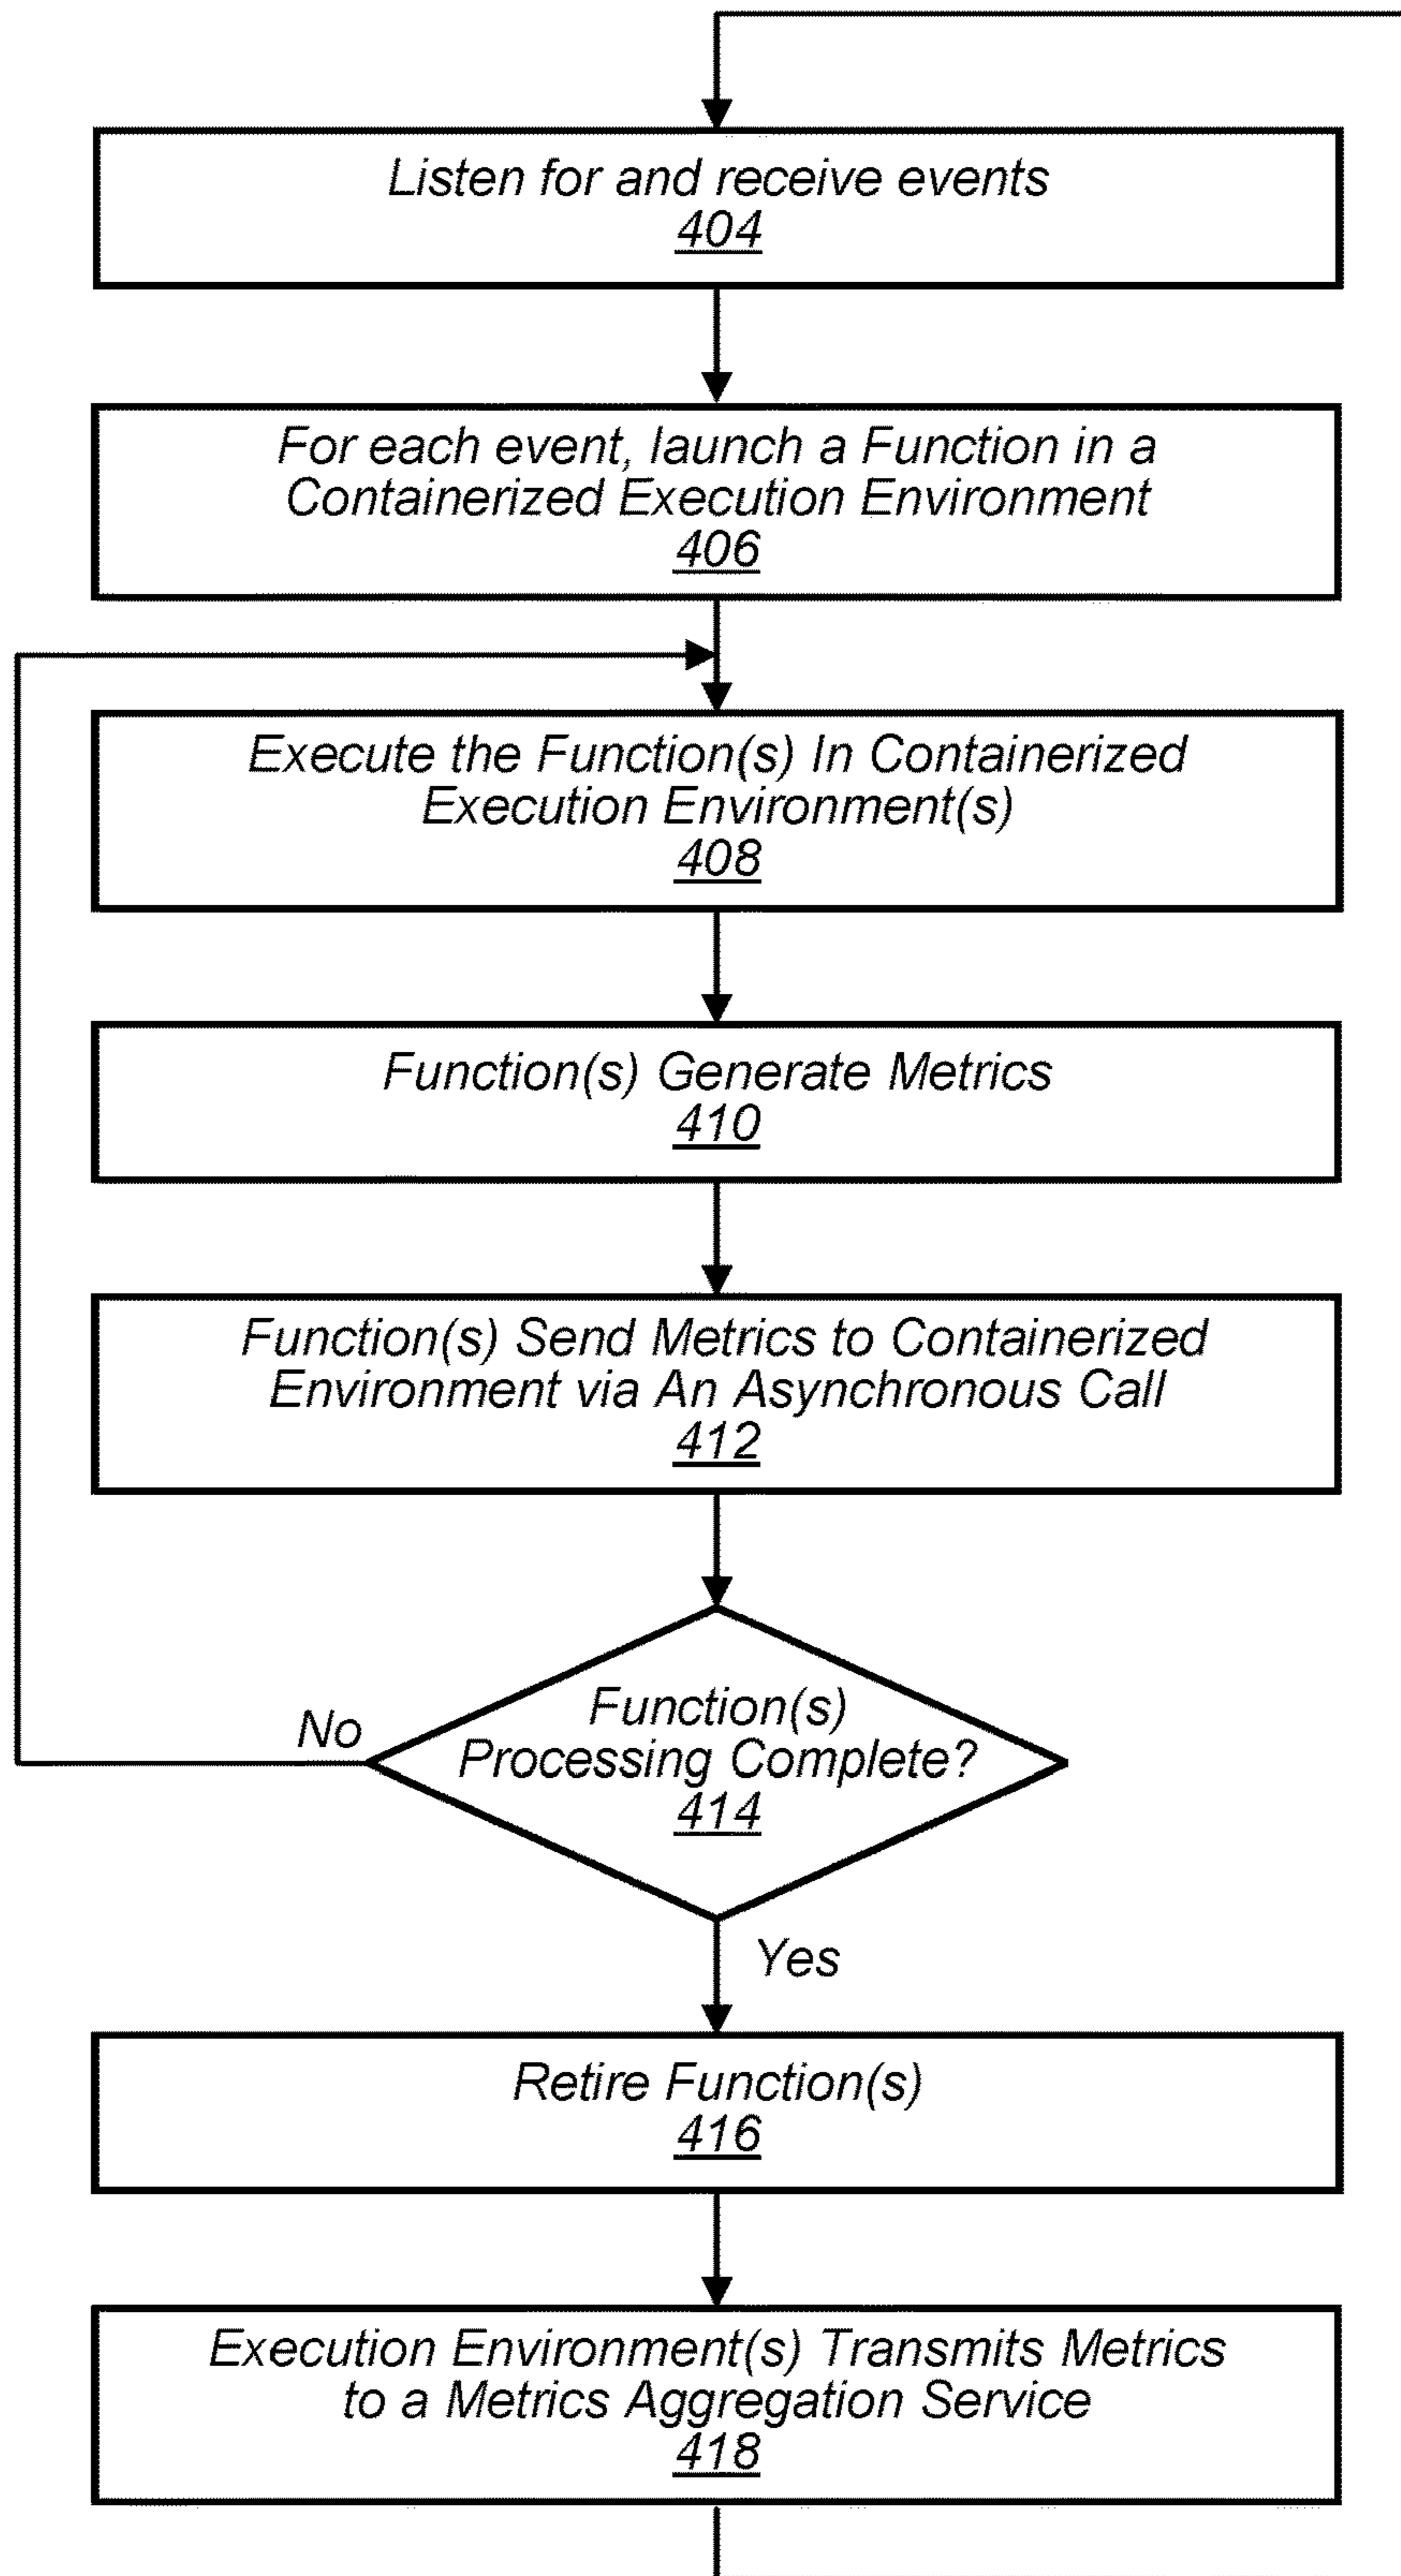 Listen for and receive events
404
For each event, launch a Function in a
Containerized Execution Environment
406
Execute the Function(s) In Containerized
Execution Environment(s)
408
Function(s) Generate Metrics
410
Function(s) Send Metrics to Containerized
Environment via An Asynchronous Call
412
Function(s)
Processing Complete?
414
No
Yes
Retire Function(s)
416
Execution Environment(s) Transmits Metrics
to a Metrics Aggregation Service
418